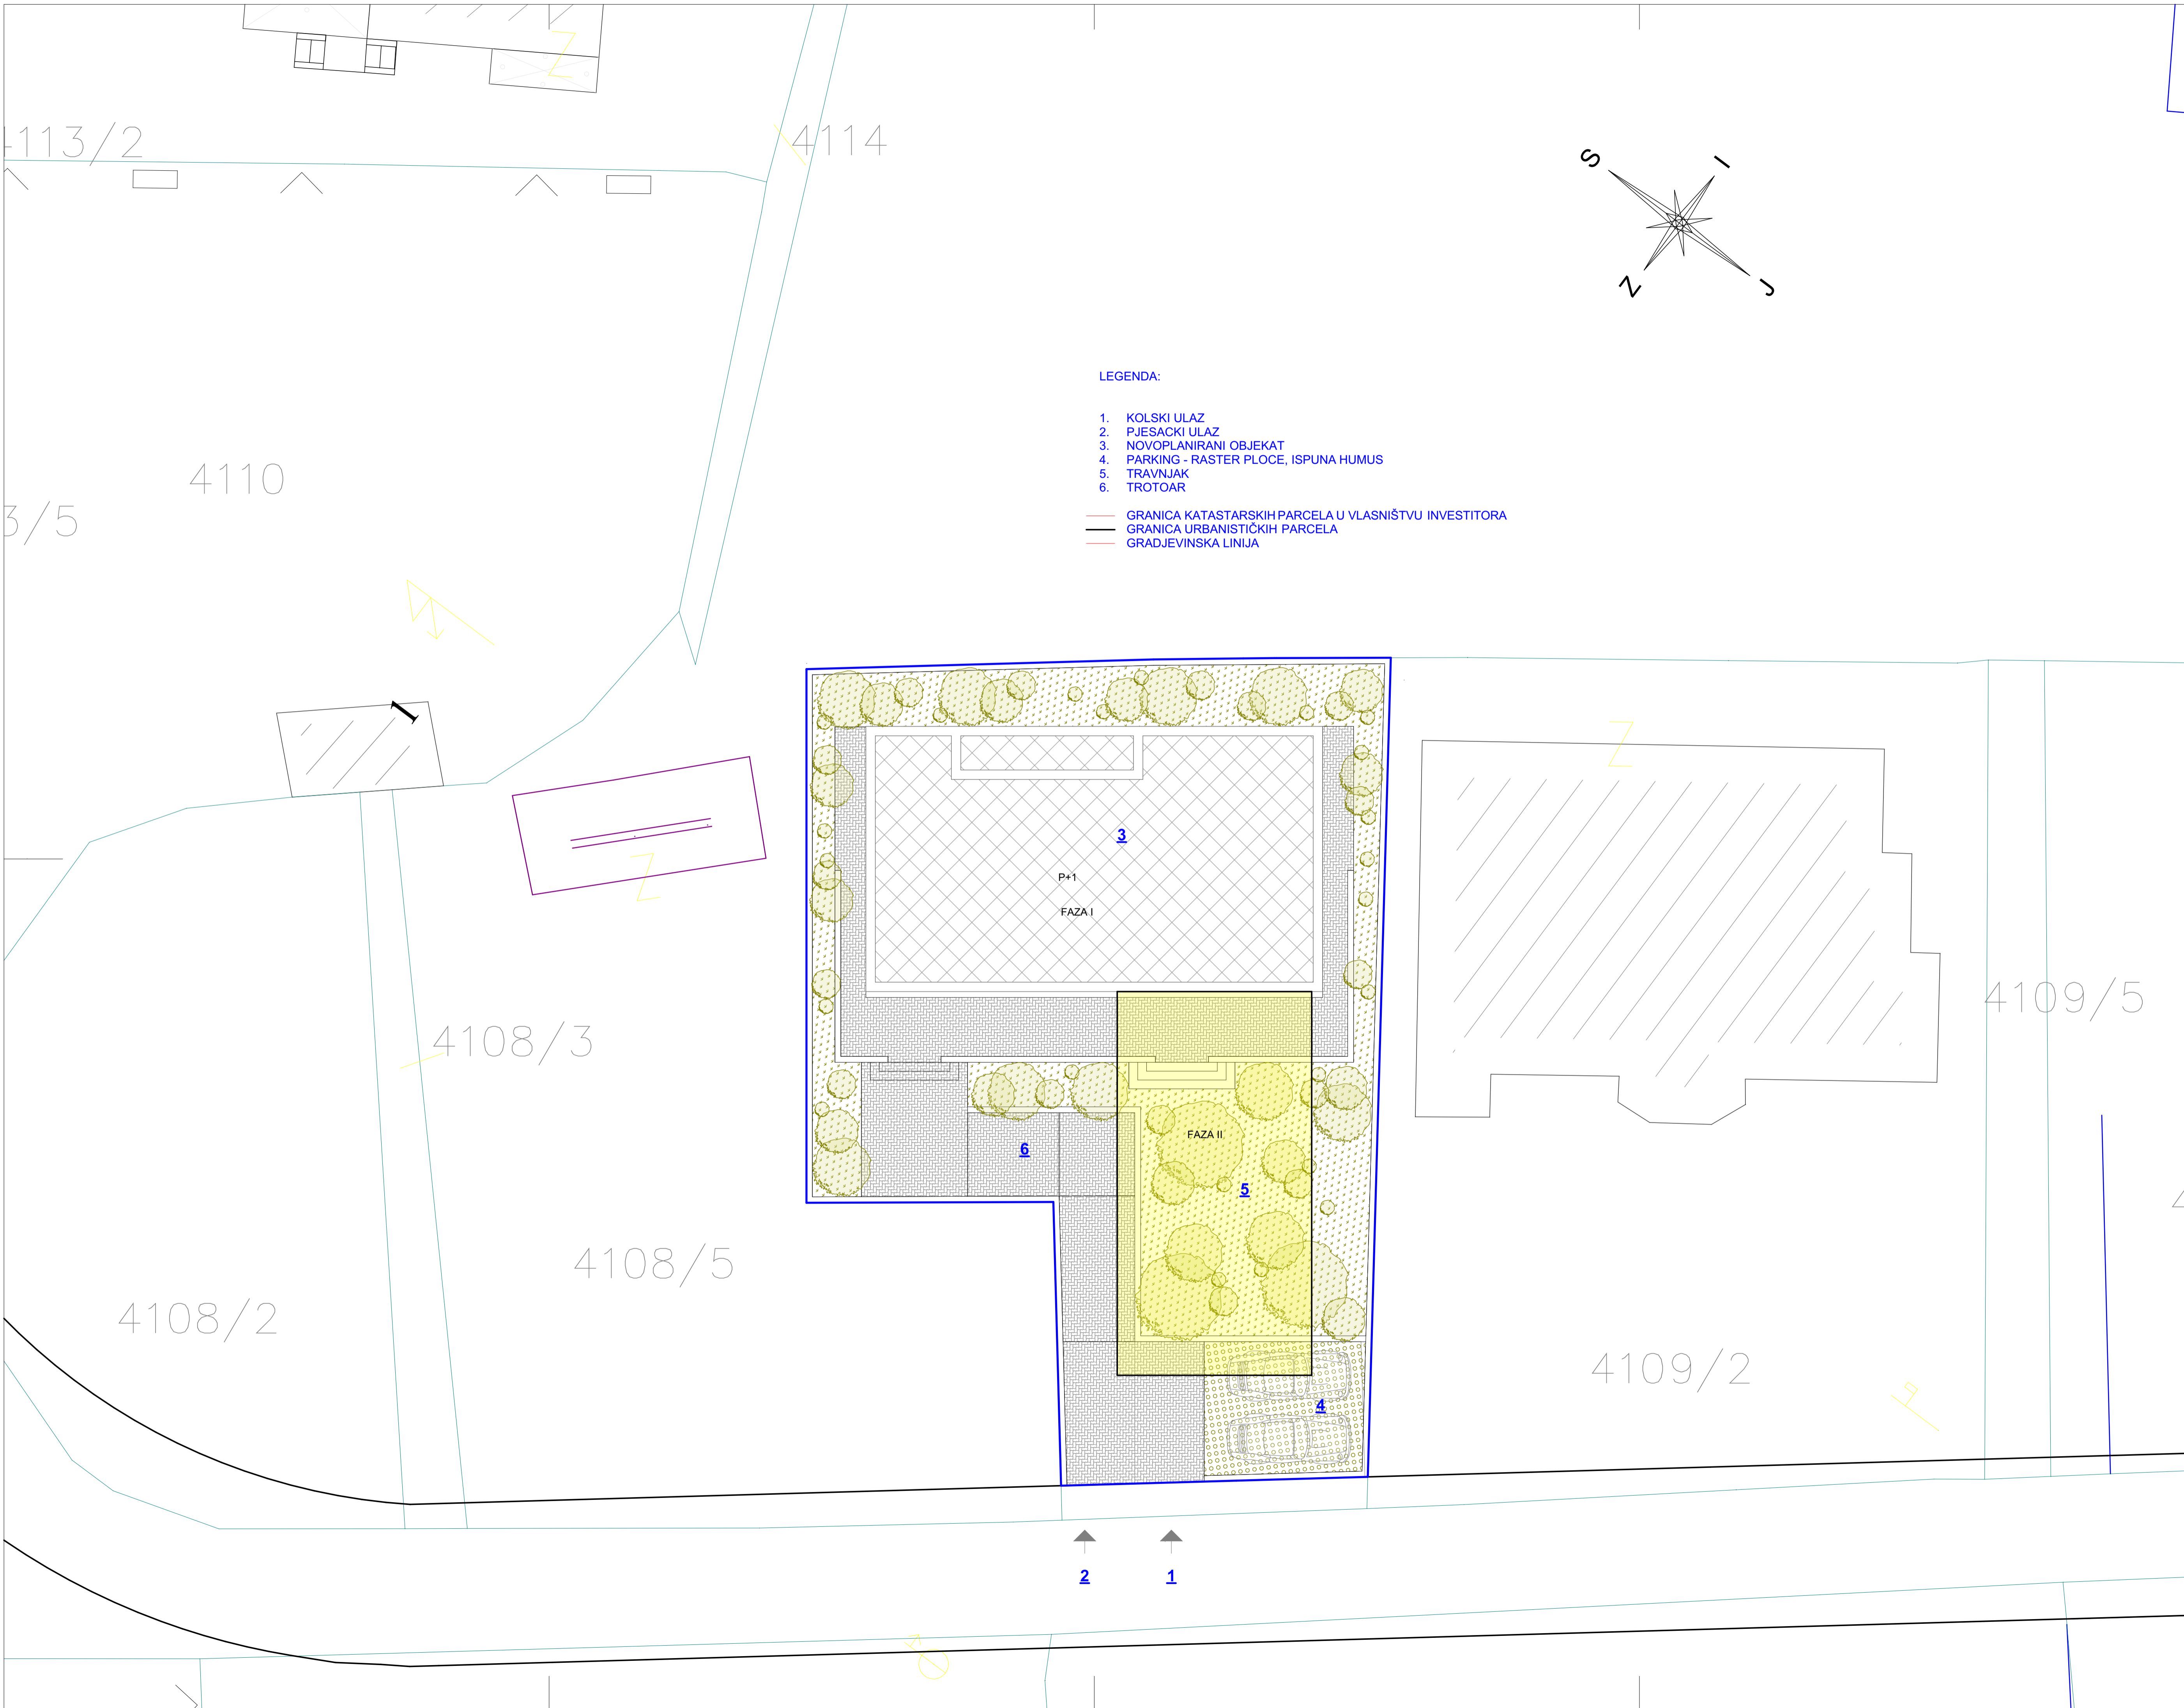 4113/2
4114
S
I
Z
J
LEGENDA:
1. KOLSKI ULAZ
2. PJESACKI ULAZ
3. NOVOPLANIRANI OBJEKAT
4. PARKING - RASTER PLOCE, ISPUNA HUMUS
5. TRAVNJAK
6. TROTOAR
GRANICA KATASTARSKIH PARCELA U VLASNIŠTVU INVESTITORA
GRANICA URBANISTIČKIH PARCELA
GRADJEVINSKA LINIJA
4110
3/5
1
3
P+1
FAZA I
4109/5
4108/3
FAZA II
6
5
4108/5
4108/2
4109/2
4
2
1